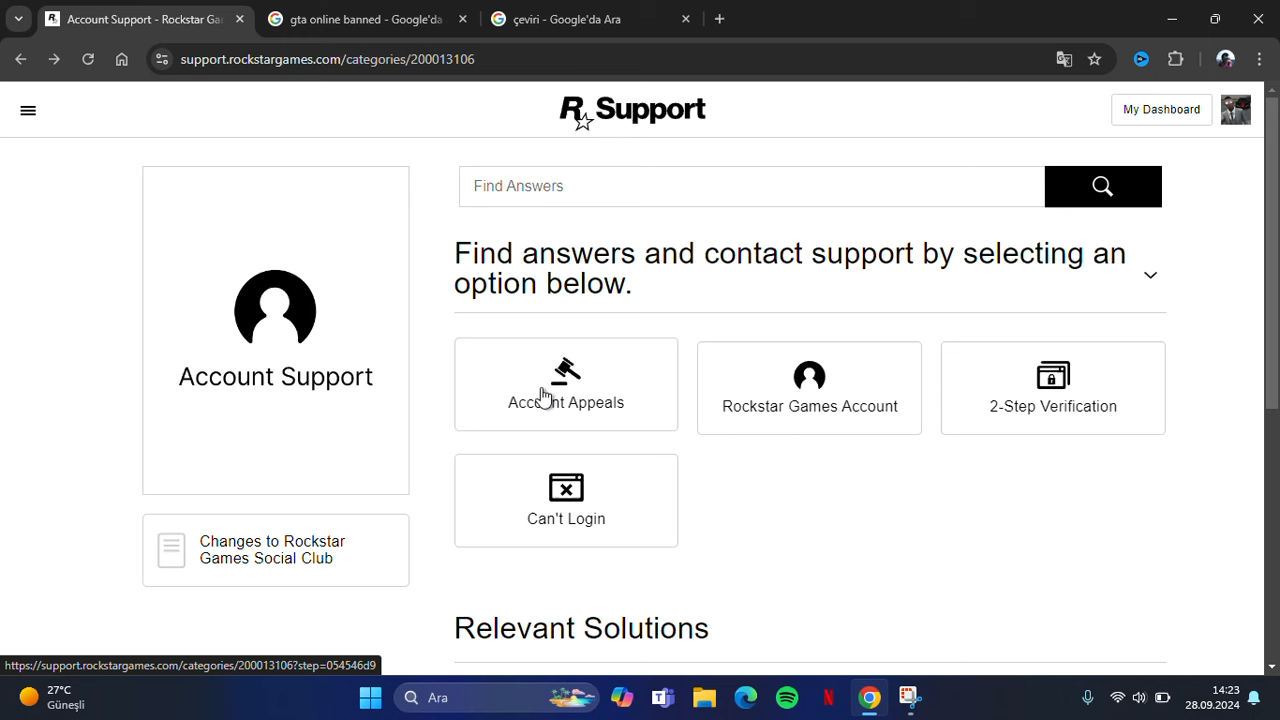 Account Support - Rockstar Ga
gta online banned - Google'da
çeviri - Google'da Ara
support.rockstargames.com/categories/200013106
R Support
My Dashboard
Find Answers
Find answers and contact support by selecting an
option below.
Account Support
Account Appeals
Rockstar Games Account
2-Step Verification
Can't Login
Changes to Rockstar
Games Social Club
Relevant Solutions
https://support.rockstargames.com/categories/200013106?step=054546d9
27°C
Güneşli
Ara
14:23
28.09.2024